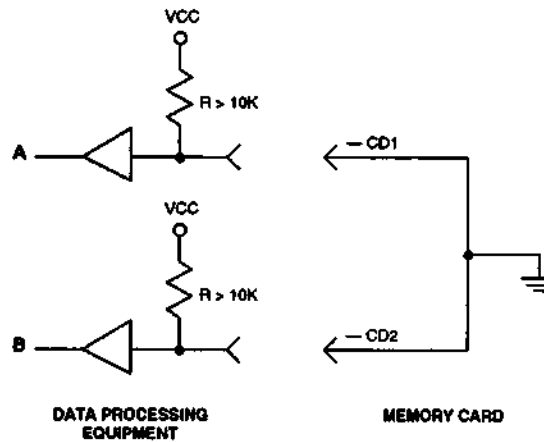 VCC
R > 10K
A
— CD1
VCC
R > 10K
B
— CD2
DATA PROCESSING
EQUIPMENT
MEMORY CARD